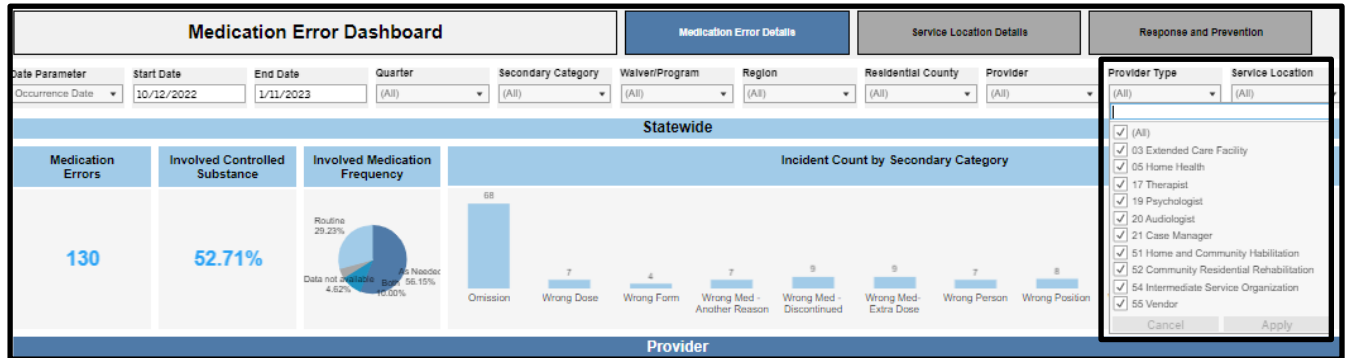 Medication Error Dashboard
Medication Error Details
Service Location Details
Response and Prevention
Date Parameter
Start Date
End Date
Quarter
Secondary Category
Waiver/Program
Region
Residential County
Provider
Provider Type
Service Location
Occurrence Date
10/12/2022
1/11/2023
(All)
(All)
(All)
(All)
(All)
(All)
(All)
(All)
Statewide
Medication
Errors
130
Involved Controlled
Substance
52.71%
Involved Medication
Frequency
Routine
29.23%
Data not available
4.62%
Both
10.00%
As Needed
56.15%
Incident Count by Secondary Category
68
7
4
7
9
9
7
8
Omission
Wrong Dose
Wrong Form
Wrong Med -
Another Reason
Wrong Med -
Discontinued
Wrong Med-
Extra Dose
Wrong Person
Wrong Position
(All)
03 Extended Care Facility
05 Home Health
17 Therapist
19 Psychologist
20 Audiologist
21 Case Manager
51 Home and Community Habilitation
52 Community Residential Rehabilitation
54 Intermediate Service Organization
55 Vendor
Cancel
Apply
Provider